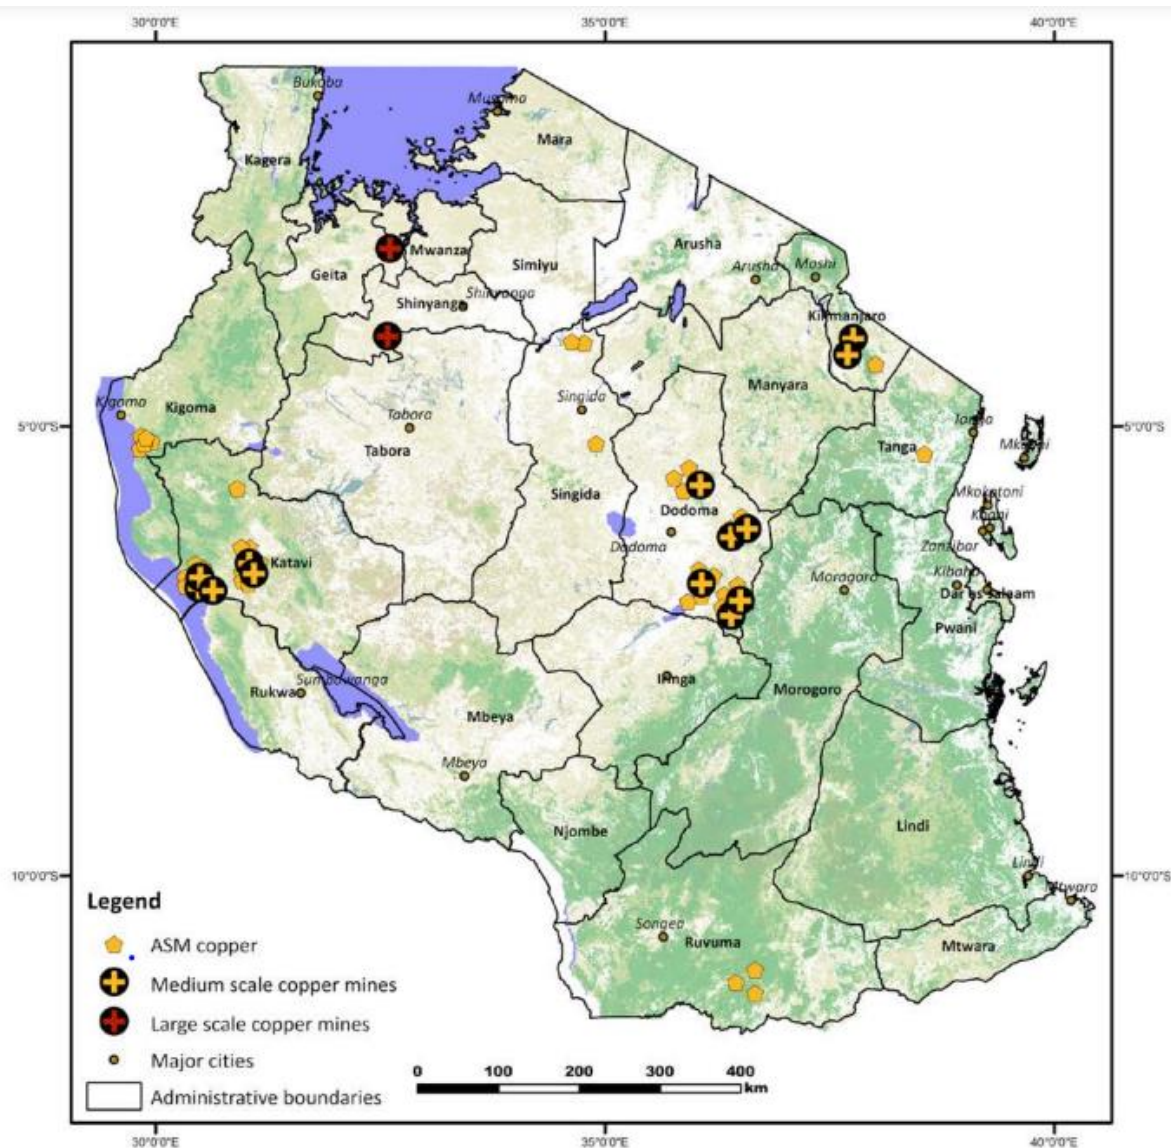 30°0'0"E 35°0'0"E 40°0'0"E
Bukoba
Musoma
Mara
Kagera
Arusha
Mwanza
Geita
Simiyu
Arusha
Moshi
Shinyanga
Shinyanga
Kilimanjaro
Manyara
Kigoma
Kigoma
Singida
5°0'0"S
Tabora
Tabora
Tanga
Tanga
5°0'0"S
Singida
Mkokotoni
Dodoma
Dodoma
Koani
Zanzibar
Katavi
Morogoro
Kibaha
Dar es Salaam
Pwani
Sumbawanga
Rukwa
Iringa
Morogoro
Mbeya
Mbeya
Njombe
Lindi
Lindi
10°0'0"S
10°0'0"S
Mtwara
Songea
Ruvuma
Mtwara
Legend
ASM copper
Medium scale copper mines
Large scale copper mines
Major cities
Administrative boundaries
0 100 200 300 400
km
30°0'0"E 35°0'0"E 40°0'0"E